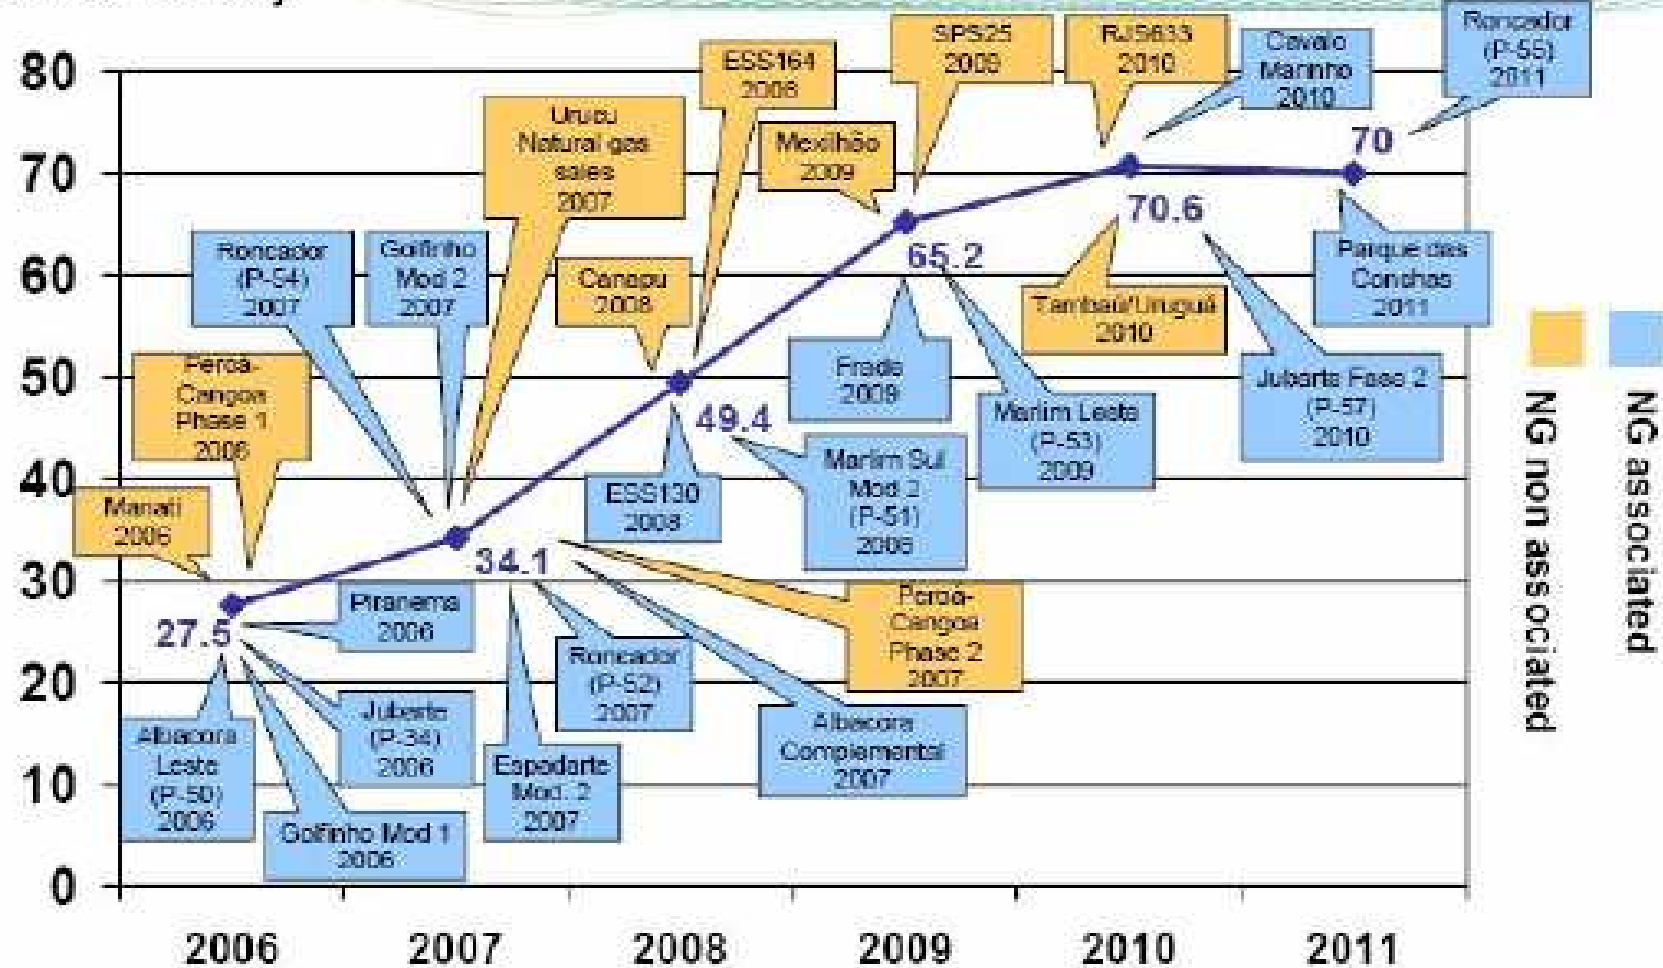 80
70
60
50
40
30
20
10
0
2006
2007
2008
2009
2010
2011
27.5
34.1
49.4
65.2
70.6
70
Manati
2006
Peroá-
Cangoa
Phase 1
2006
Roncador
(P-54)
2007
Golfinho
Mod 2
2007
Urucu
Natural gas
sales
2007
Canapu
2008
ESS164
2008
Mexilhão
2009
SPS25
2009
RJS633
2010
Cavalo
Marinho
2010
Roncador
(P-55)
2011
Piranema
2006
Albacora
Leste
(P-50)
2006
Jubarte
(P-34)
2006
Golfinho Mod 1
2006
Espadarte
Mod. 2
2007
Roncador
(P-52)
2007
Albacora
Complemental
2007
Peroá-
Cangoa
Phase 2
2007
ESS130
2008
Marlim Sul
Mod 2
(P-51)
2008
Frade
2009
Marlim Leste
(P-53)
2009
Tambaú/Uruguá
2010
Jubarte Fase 2
(P-57)
2010
Parque das
Conchas
2011
NG non associated
NG associated